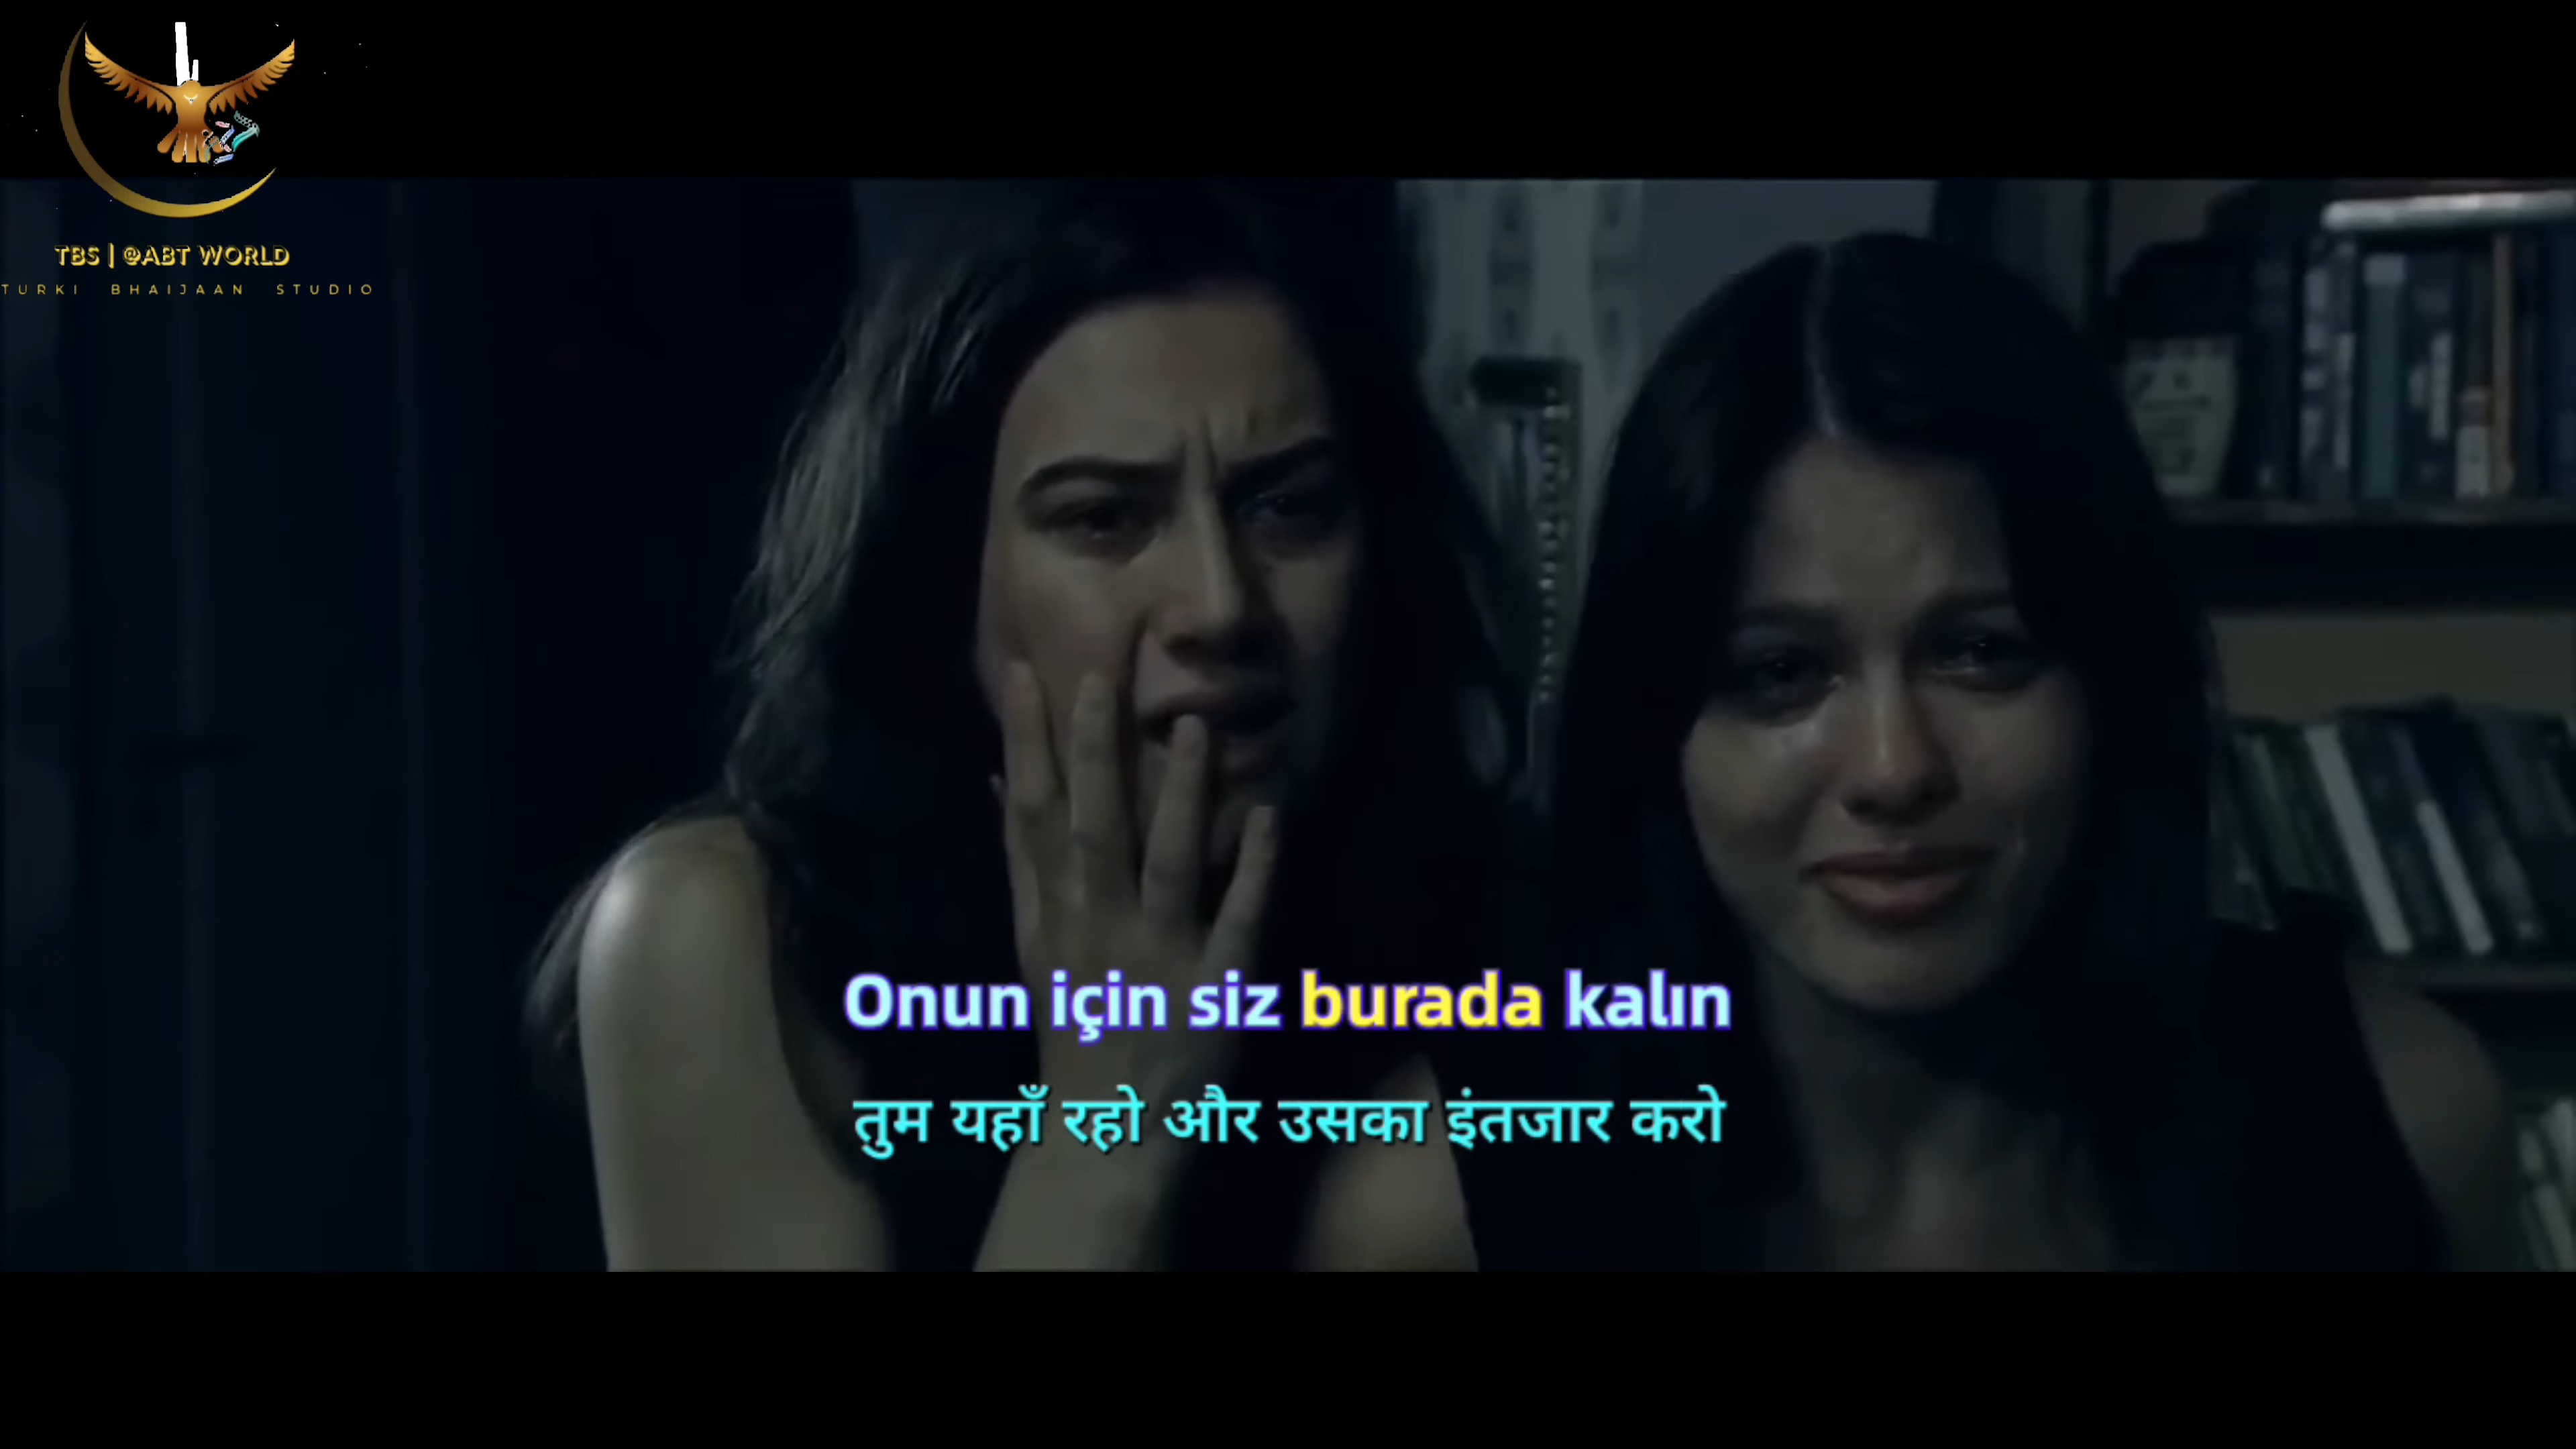 TBS | @ABT WORLD
TURKI BHAIJAAN STUDIO
Onun için siz burada kalın
तुम यहाँ रहो और उसका इंतजार करो